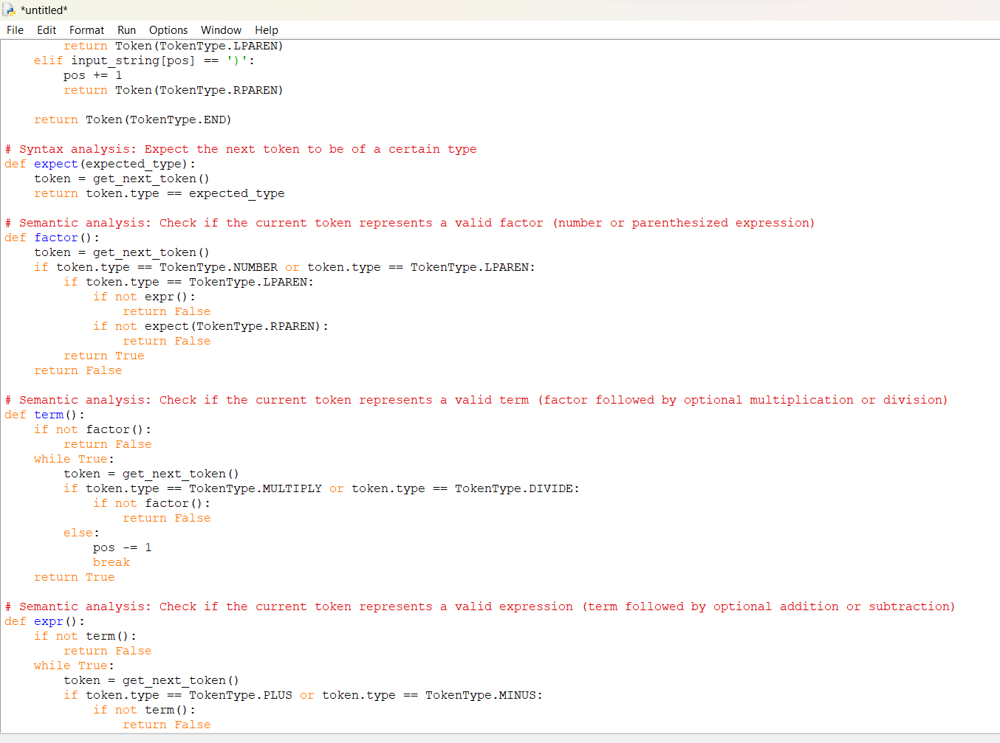 *untitled*
File Edit Format Run Options Window Help
        return Token(TokenType.LPAREN)
    elif input_string[pos] == ')':
        pos += 1
        return Token(TokenType.RPAREN)

    return Token(TokenType.END)

# Syntax analysis: Expect the next token to be of a certain type
def expect(expected_type):
    token = get_next_token()
    return token.type == expected_type

# Semantic analysis: Check if the current token represents a valid factor (number or parenthesized expression)
def factor():
    token = get_next_token()
    if token.type == TokenType.NUMBER or token.type == TokenType.LPAREN:
        if token.type == TokenType.LPAREN:
            if not expr():
                return False
            if not expect(TokenType.RPAREN):
                return False
        return True
    return False

# Semantic analysis: Check if the current token represents a valid term (factor followed by optional multiplication or division)
def term():
    if not factor():
        return False
    while True:
        token = get_next_token()
        if token.type == TokenType.MULTIPLY or token.type == TokenType.DIVIDE:
            if not factor():
                return False
        else:
            pos -= 1
            break
    return True

# Semantic analysis: Check if the current token represents a valid expression (term followed by optional addition or subtraction)
def expr():
    if not term():
        return False
    while True:
        token = get_next_token()
        if token.type == TokenType.PLUS or token.type == TokenType.MINUS:
            if not term():
                return False